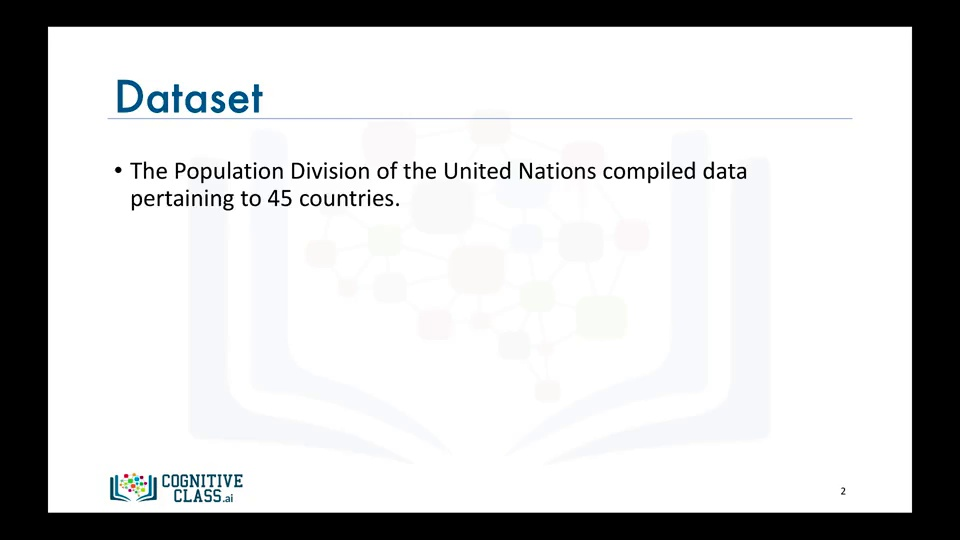 Dataset
• The Population Division of the United Nations compiled data
pertaining to 45 countries.
COGNITIVE
CLASS.ai
2